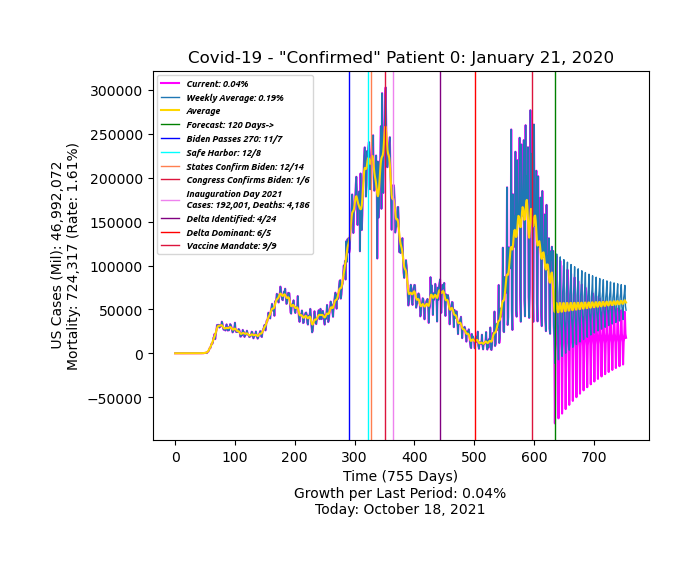 Covid-19 - "Confirmed" Patient 0: January 21, 2020
US Cases (Mil): 46,992,072
Mortality: 724,317 (Rate: 1.61%)
300000
250000
200000
150000
100000
50000
0
−50000
Current: 0.04%
Weekly Average: 0.19%
Average
Forecast: 120 Days->
Biden Passes 270: 11/7
Safe Harbor: 12/8
States Confirm Biden: 12/14
Congress Confirms Biden: 1/6
Inauguration Day 2021
Cases: 192,001, Deaths: 4,186
Delta Identified: 4/24
Delta Dominant: 6/5
Vaccine Mandate: 9/9
0 100 200 300 400 500 600 700
Time (755 Days)
Growth per Last Period: 0.04%
Today: October 18, 2021